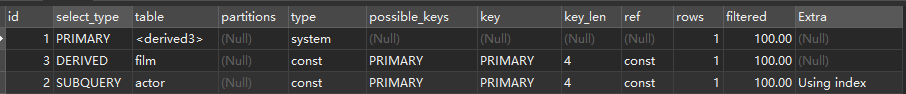 id select_type table partitions type possible_keys key key_len ref rows filtered Extra
1 PRIMARY <derived3> (Null) system (Null) (Null) (Null) (Null) 1 100.00 (Null)
3 DERIVED film (Null) const PRIMARY PRIMARY 4 const 1 100.00 (Null)
2 SUBQUERY actor (Null) const PRIMARY PRIMARY 4 const 1 100.00 Using index